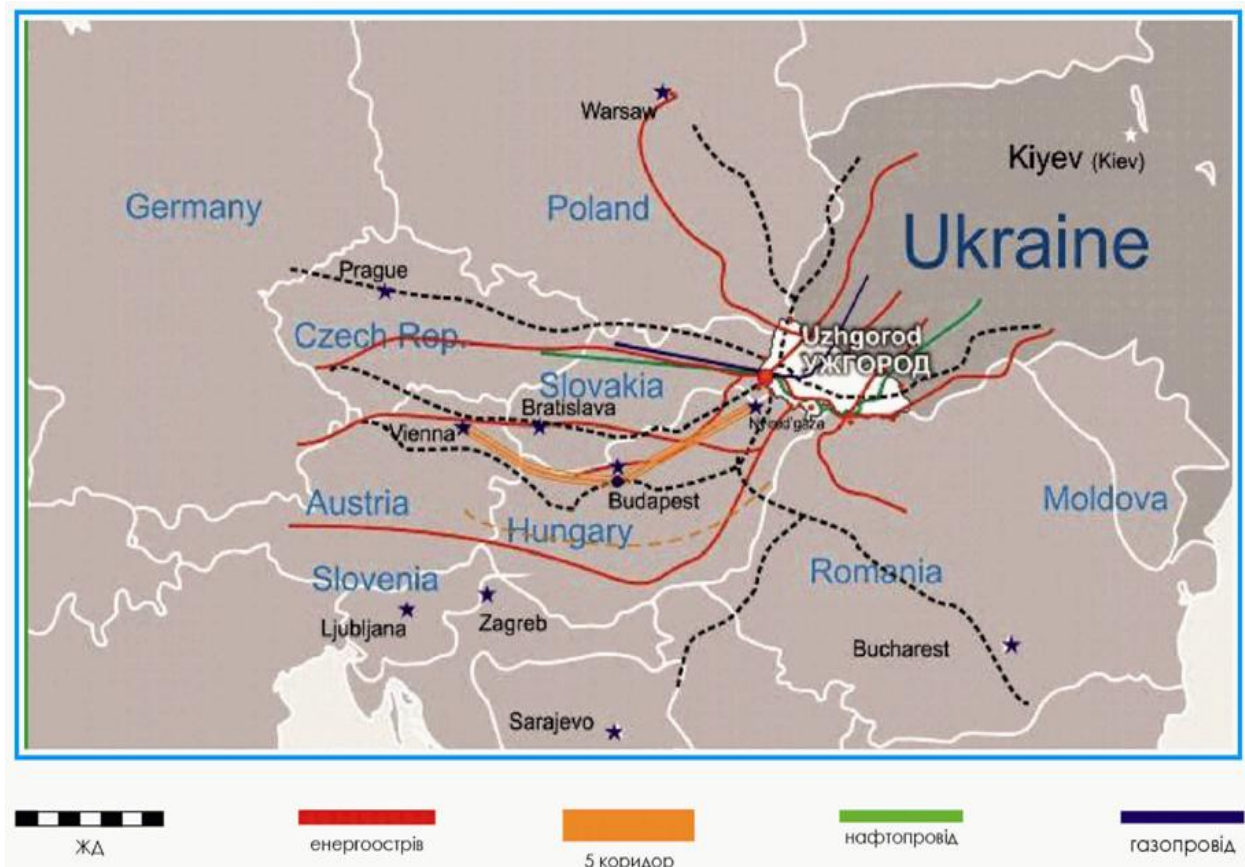 Warsaw
Kiyev (Kiev)
Germany
Poland
Ukraine
Prague
Czech Rep.
Uzhgorod
УЖГОРОД
Slovakia
Bratislava
Vienna
Budapest
Austria
Hungary
Moldova
Slovenia
Romania
Ljubljana
Zagreb
Bucharest
Sarajevo
ЖД
енергоострів
5 коридор
нафтопровід
газопровід